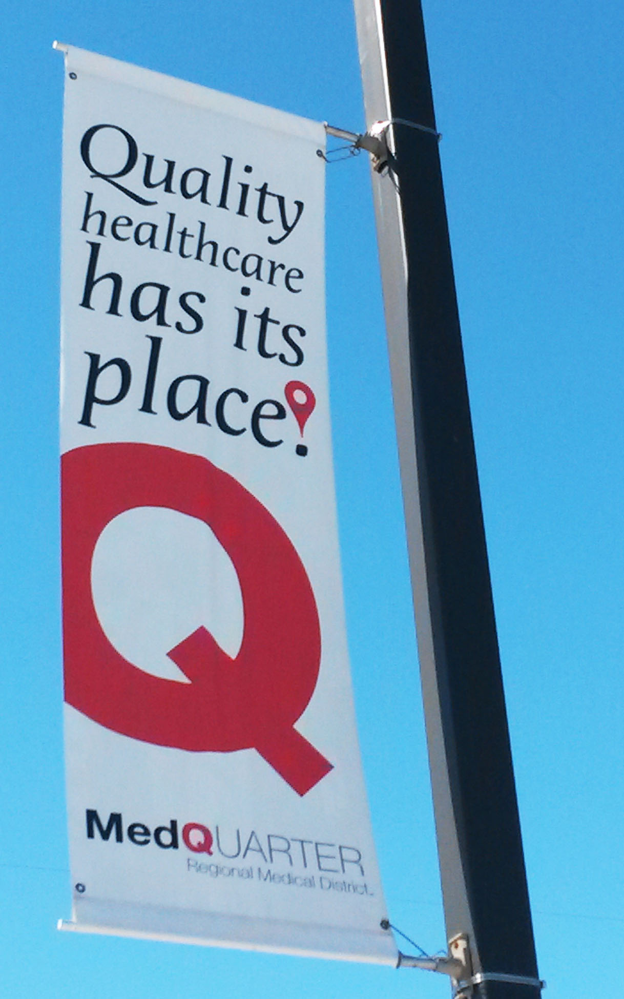 Quality
healthcare
has its
place!
Q
MedQUARTER
Regional Medical District